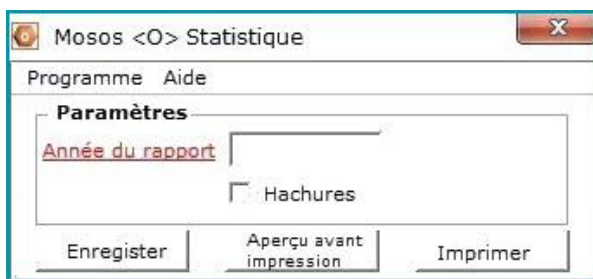 Mosos <O> Statistique
Programme Aide
Paramètres
Année du rapport
Hachures
Enregister
Aperçu avant
impression
Imprimer